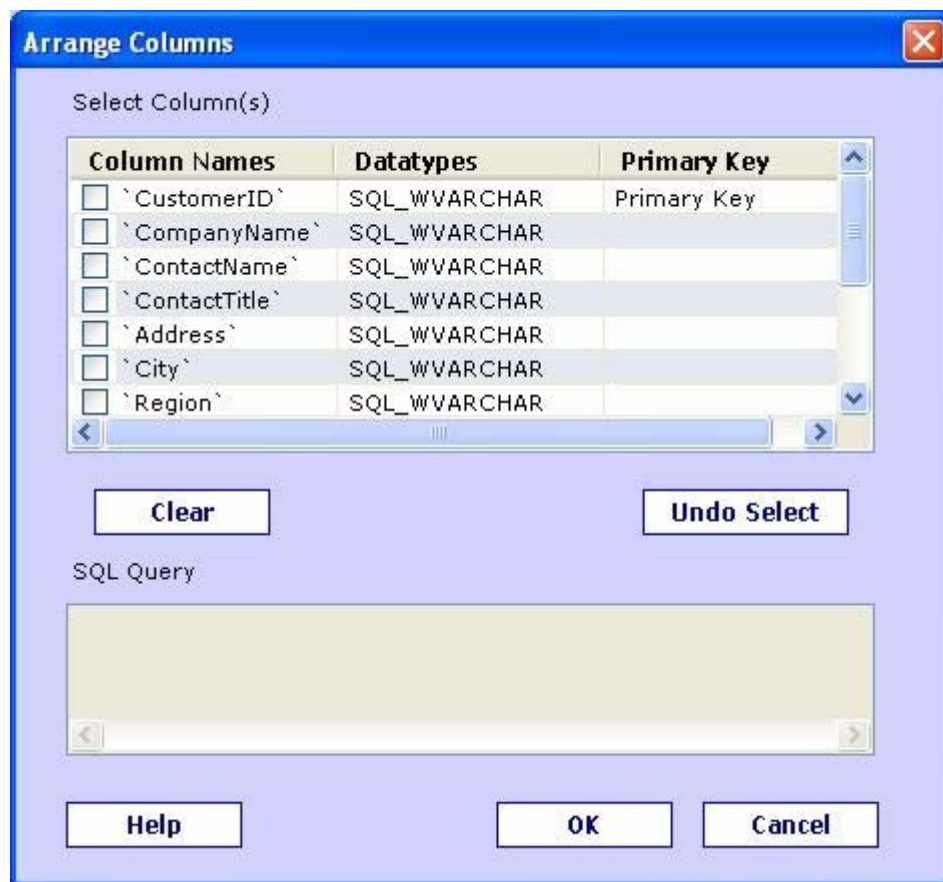 Arrange Columns
Select Column(s)
Column Names Datatypes Primary Key
`CustomerID` SQL_WVARCHAR Primary Key
`CompanyName` SQL_WVARCHAR
`ContactName` SQL_WVARCHAR
`ContactTitle` SQL_WVARCHAR
`Address` SQL_WVARCHAR
`City` SQL_WVARCHAR
`Region` SQL_WVARCHAR
Clear Undo Select
SQL Query
Help OK Cancel